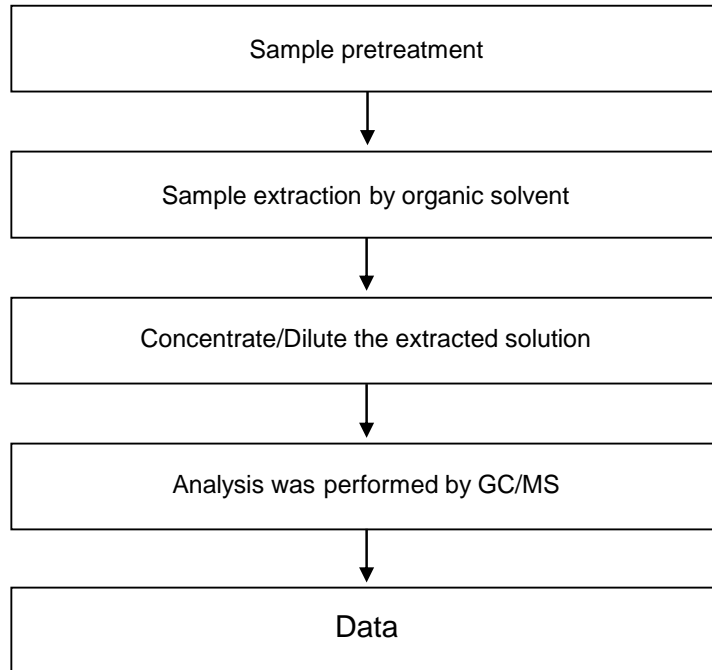 Sample pretreatment
Sample extraction by organic solvent
Concentrate/Dilute the extracted solution
Analysis was performed by GC/MS
Data